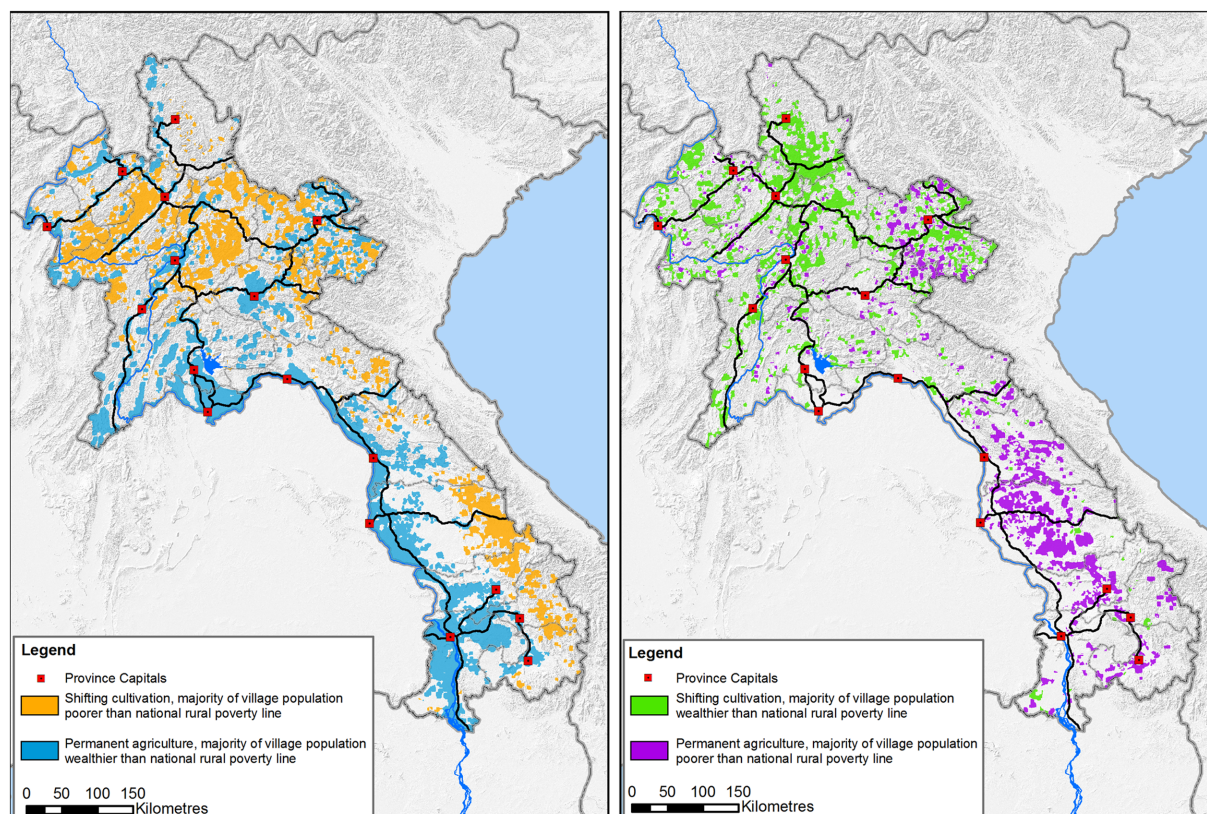 Legend
Province Capitals
Shifting cultivation, majority of village population
poorer than national rural poverty line
Permanent agriculture, majority of village population
wealthier than national rural poverty line
0 50 100 150
Kilometres
Legend
Province Capitals
Shifting cultivation, majority of village population
wealthier than national rural poverty line
Permanent agriculture, majority of village population
poorer than national rural poverty line
0 50 100 150
Kilometres